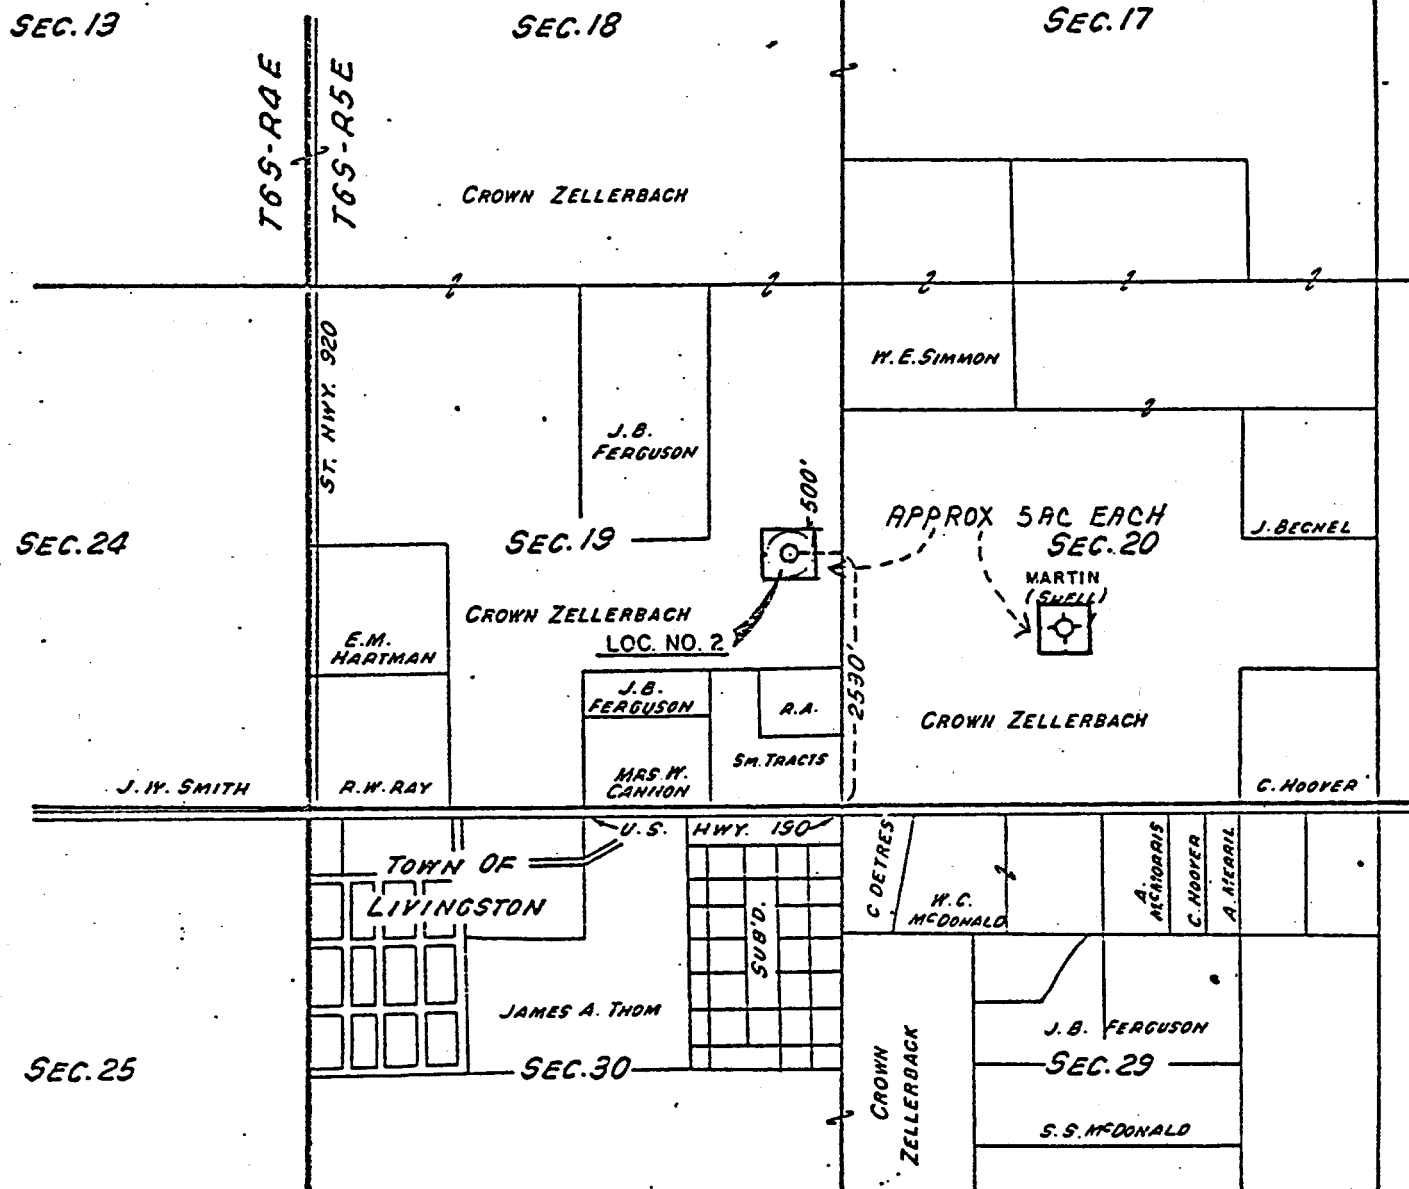 SEC.13
SEC.18
SEC.17
T6S-R4E
T6S-R5E
CROWN ZELLERBACH
ST. HWY. 920
W.E. SIMMON
J.B.
FERGUSON
500'
APPROX 5AC EACH
SEC.24
SEC.19
SEC.20
J. BECNEL
MARTIN
(SHELL)
CROWN ZELLERBACH
LOC. NO. 2
E.M.
HARTMAN
J.B.
FERGUSON
R.A.
2530'
CROWN ZELLERBACH
SM. TRACTS
J.W. SMITH
R.W. RAY
MRS. W.
CANNON
C. HOOVER
U.S. HWY. 190
TOWN OF
LIVINGSTON
SUB'D.
C DETRES
W.C.
McDONALD
A.
McMORRIS
C. HOOVER
A. MERRIL
JAMES A. THOM
J.B. FERGUSON
SEC.25
SEC.30
SEC.29
CROWN
ZELLERBACK
S.S. McDONALD